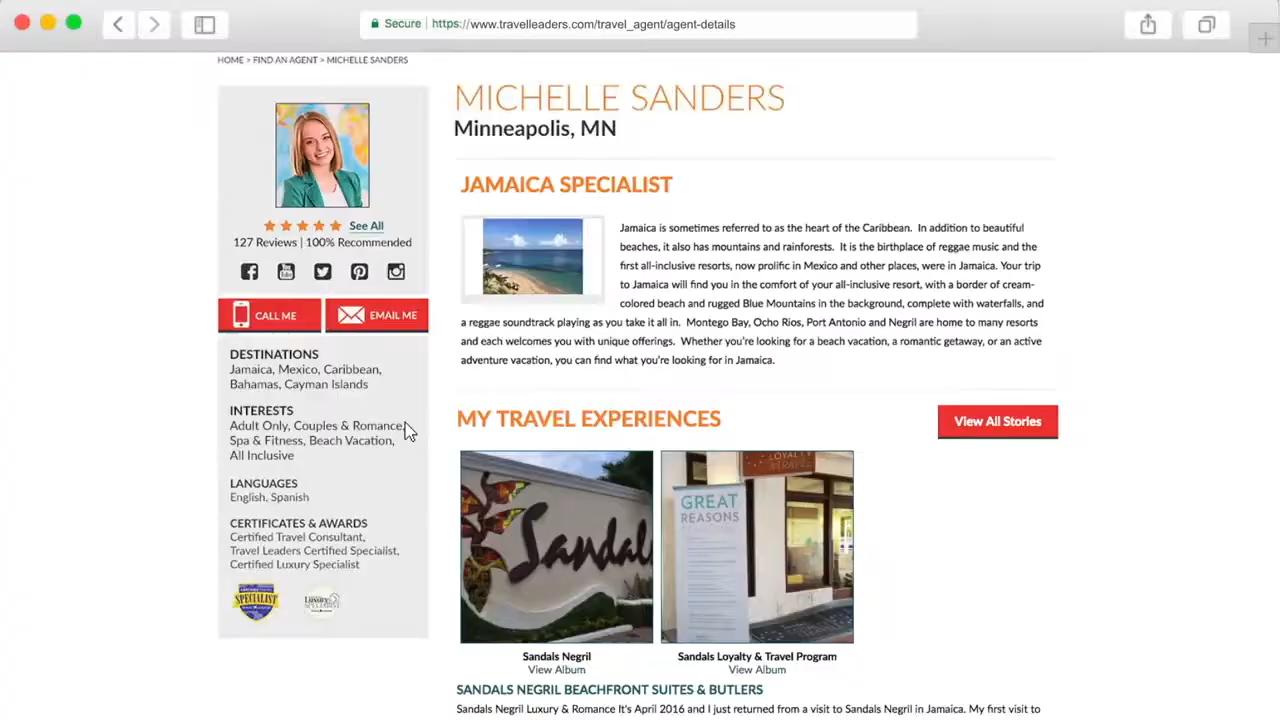 Secure | https://www.travelleaders.com/travel_agent/agent-details
HOME > FIND AN AGENT > MICHELLE SANDERS
See All
127 Reviews | 100% Recommended
CALL ME
EMAIL ME
DESTINATIONS
Jamaica, Mexico, Caribbean,
Bahamas, Cayman Islands
INTERESTS
Adult Only, Couples & Romance,
Spa & Fitness, Beach Vacation,
All Inclusive
LANGUAGES
English, Spanish
CERTIFICATES & AWARDS
Certified Travel Consultant,
Travel Leaders Certified Specialist,
Certified Luxury Specialist
SPECIALIST
MICHELLE SANDERS
Minneapolis, MN
JAMAICA SPECIALIST
Jamaica is sometimes referred to as the heart of the Caribbean. In addition to beautiful
beaches, it also has mountains and rainforests. It is the birthplace of reggae music and the
first all-inclusive resorts, now prolific in Mexico and other places, were in Jamaica. Your trip
to Jamaica will find you in the comfort of your all-inclusive resort, with a border of cream-
colored beach and rugged Blue Mountains in the background, complete with waterfalls, and
a reggae soundtrack playing as you take it all in. Montego Bay, Ocho Rios, Port Antonio and Negril are home to many resorts
and each welcomes you with unique offerings. Whether you're looking for a beach vacation, a romantic getaway, or an active
adventure vacation, you can find what you're looking for in Jamaica.
MY TRAVEL EXPERIENCES
View All Stories
Sandals
LOYALTY
& TRAVEL
GREAT
REASONS
Sandals Negril
View Album
Sandals Loyalty & Travel Program
View Album
SANDALS NEGRIL BEACHFRONT SUITES & BUTLERS
Sandals Negril Luxury & Romance It's April 2016 and I just returned from a visit to Sandals Negril in Jamaica. My first visit to